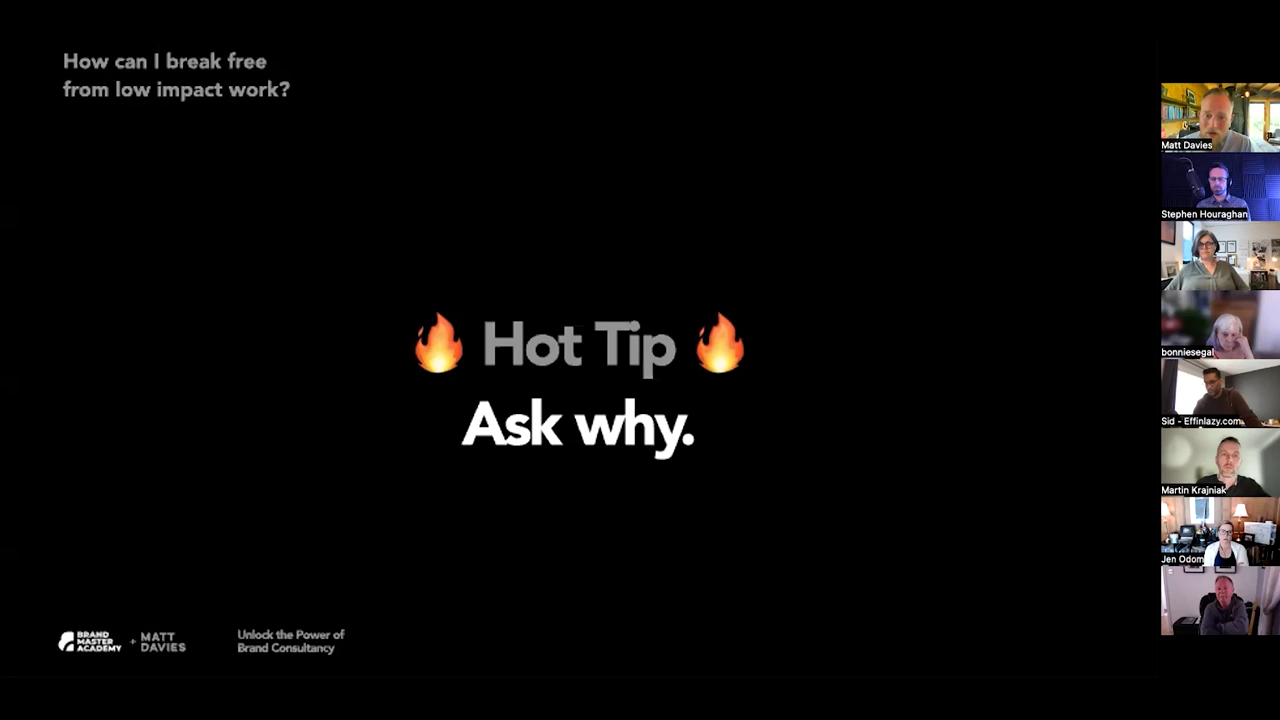 How can I break free
from low impact work?
🔥 Hot Tip 🔥
Ask why.
BRAND
MASTER
ACADEMY
+
MATT
DAVIES
Unlock the Power of
Brand Consultancy
Matt Davies
Stephen Houraghan
bonniesegal
Sid - Effinlazy.com
Martin Krajniak
Jen Odom